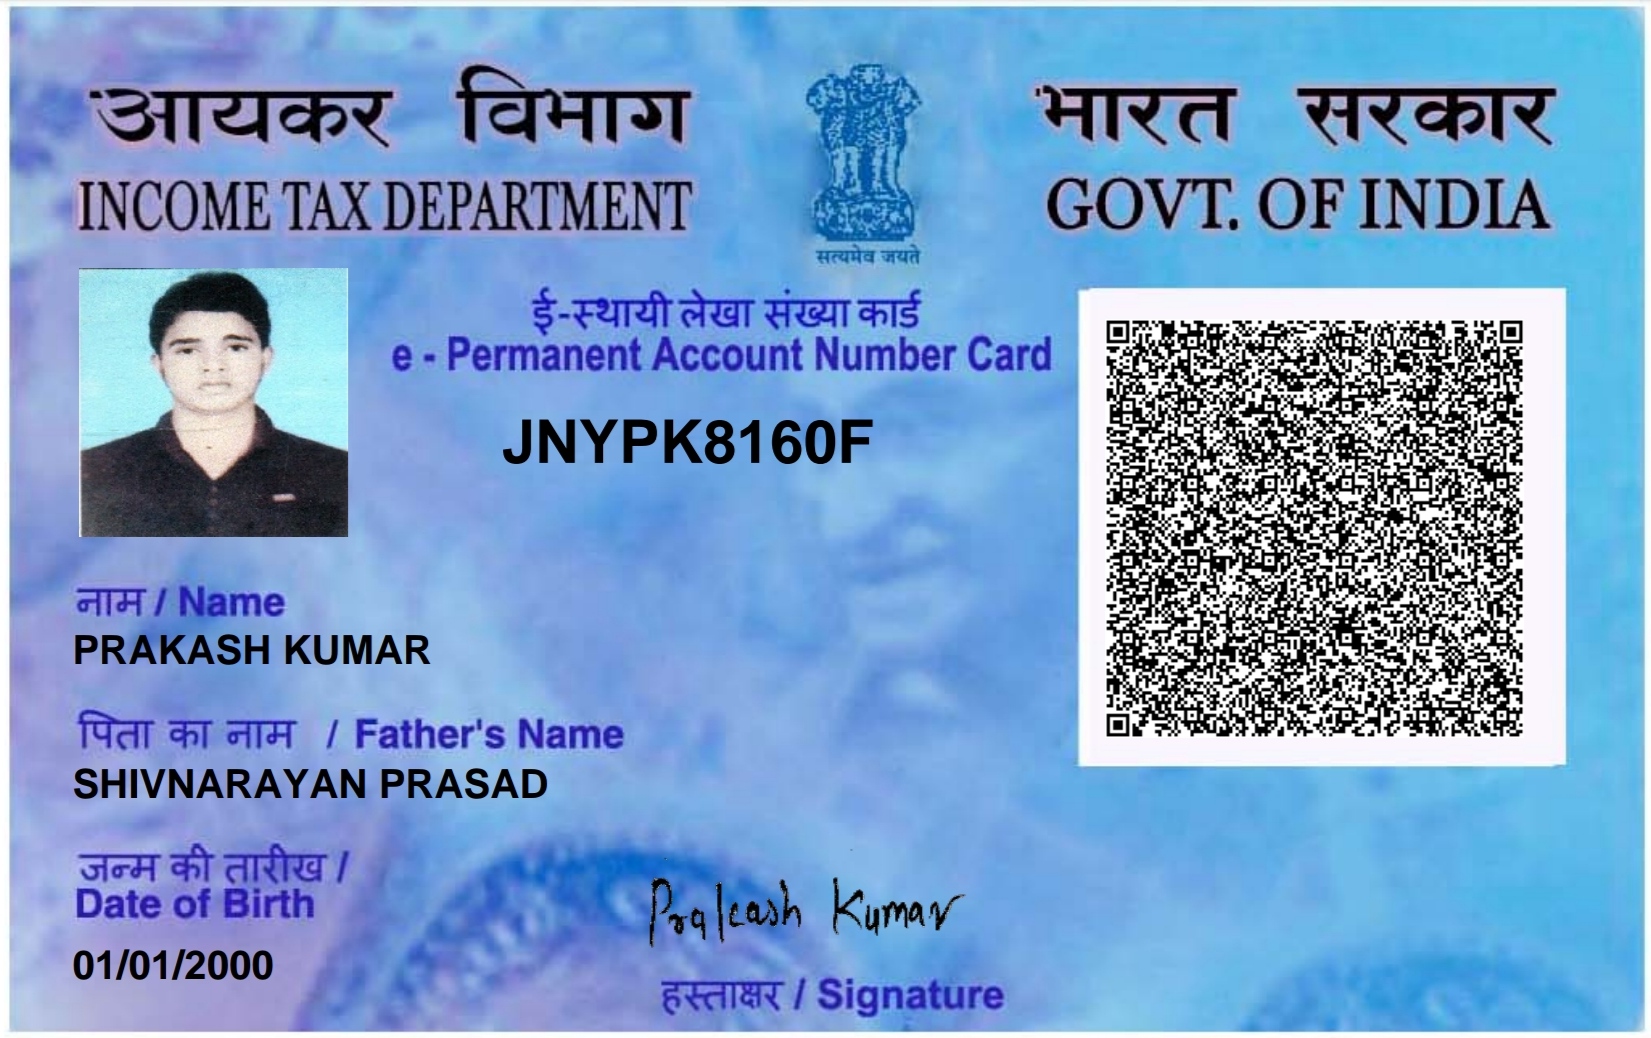 आयकर विभाग
INCOME TAX DEPARTMENT
सत्यमेव जयते
भारत सरकार
GOVT. OF INDIA
ई-स्थायी लेखा संख्या कार्ड
e - Permanent Account Number Card
JNYPK8160F
नाम / Name
PRAKASH KUMAR
पिता का नाम / Father's Name
SHIVNARAYAN PRASAD
जन्म की तारीख /
Date of Birth
01/01/2000
Prakash Kumar
हस्ताक्षर / Signature